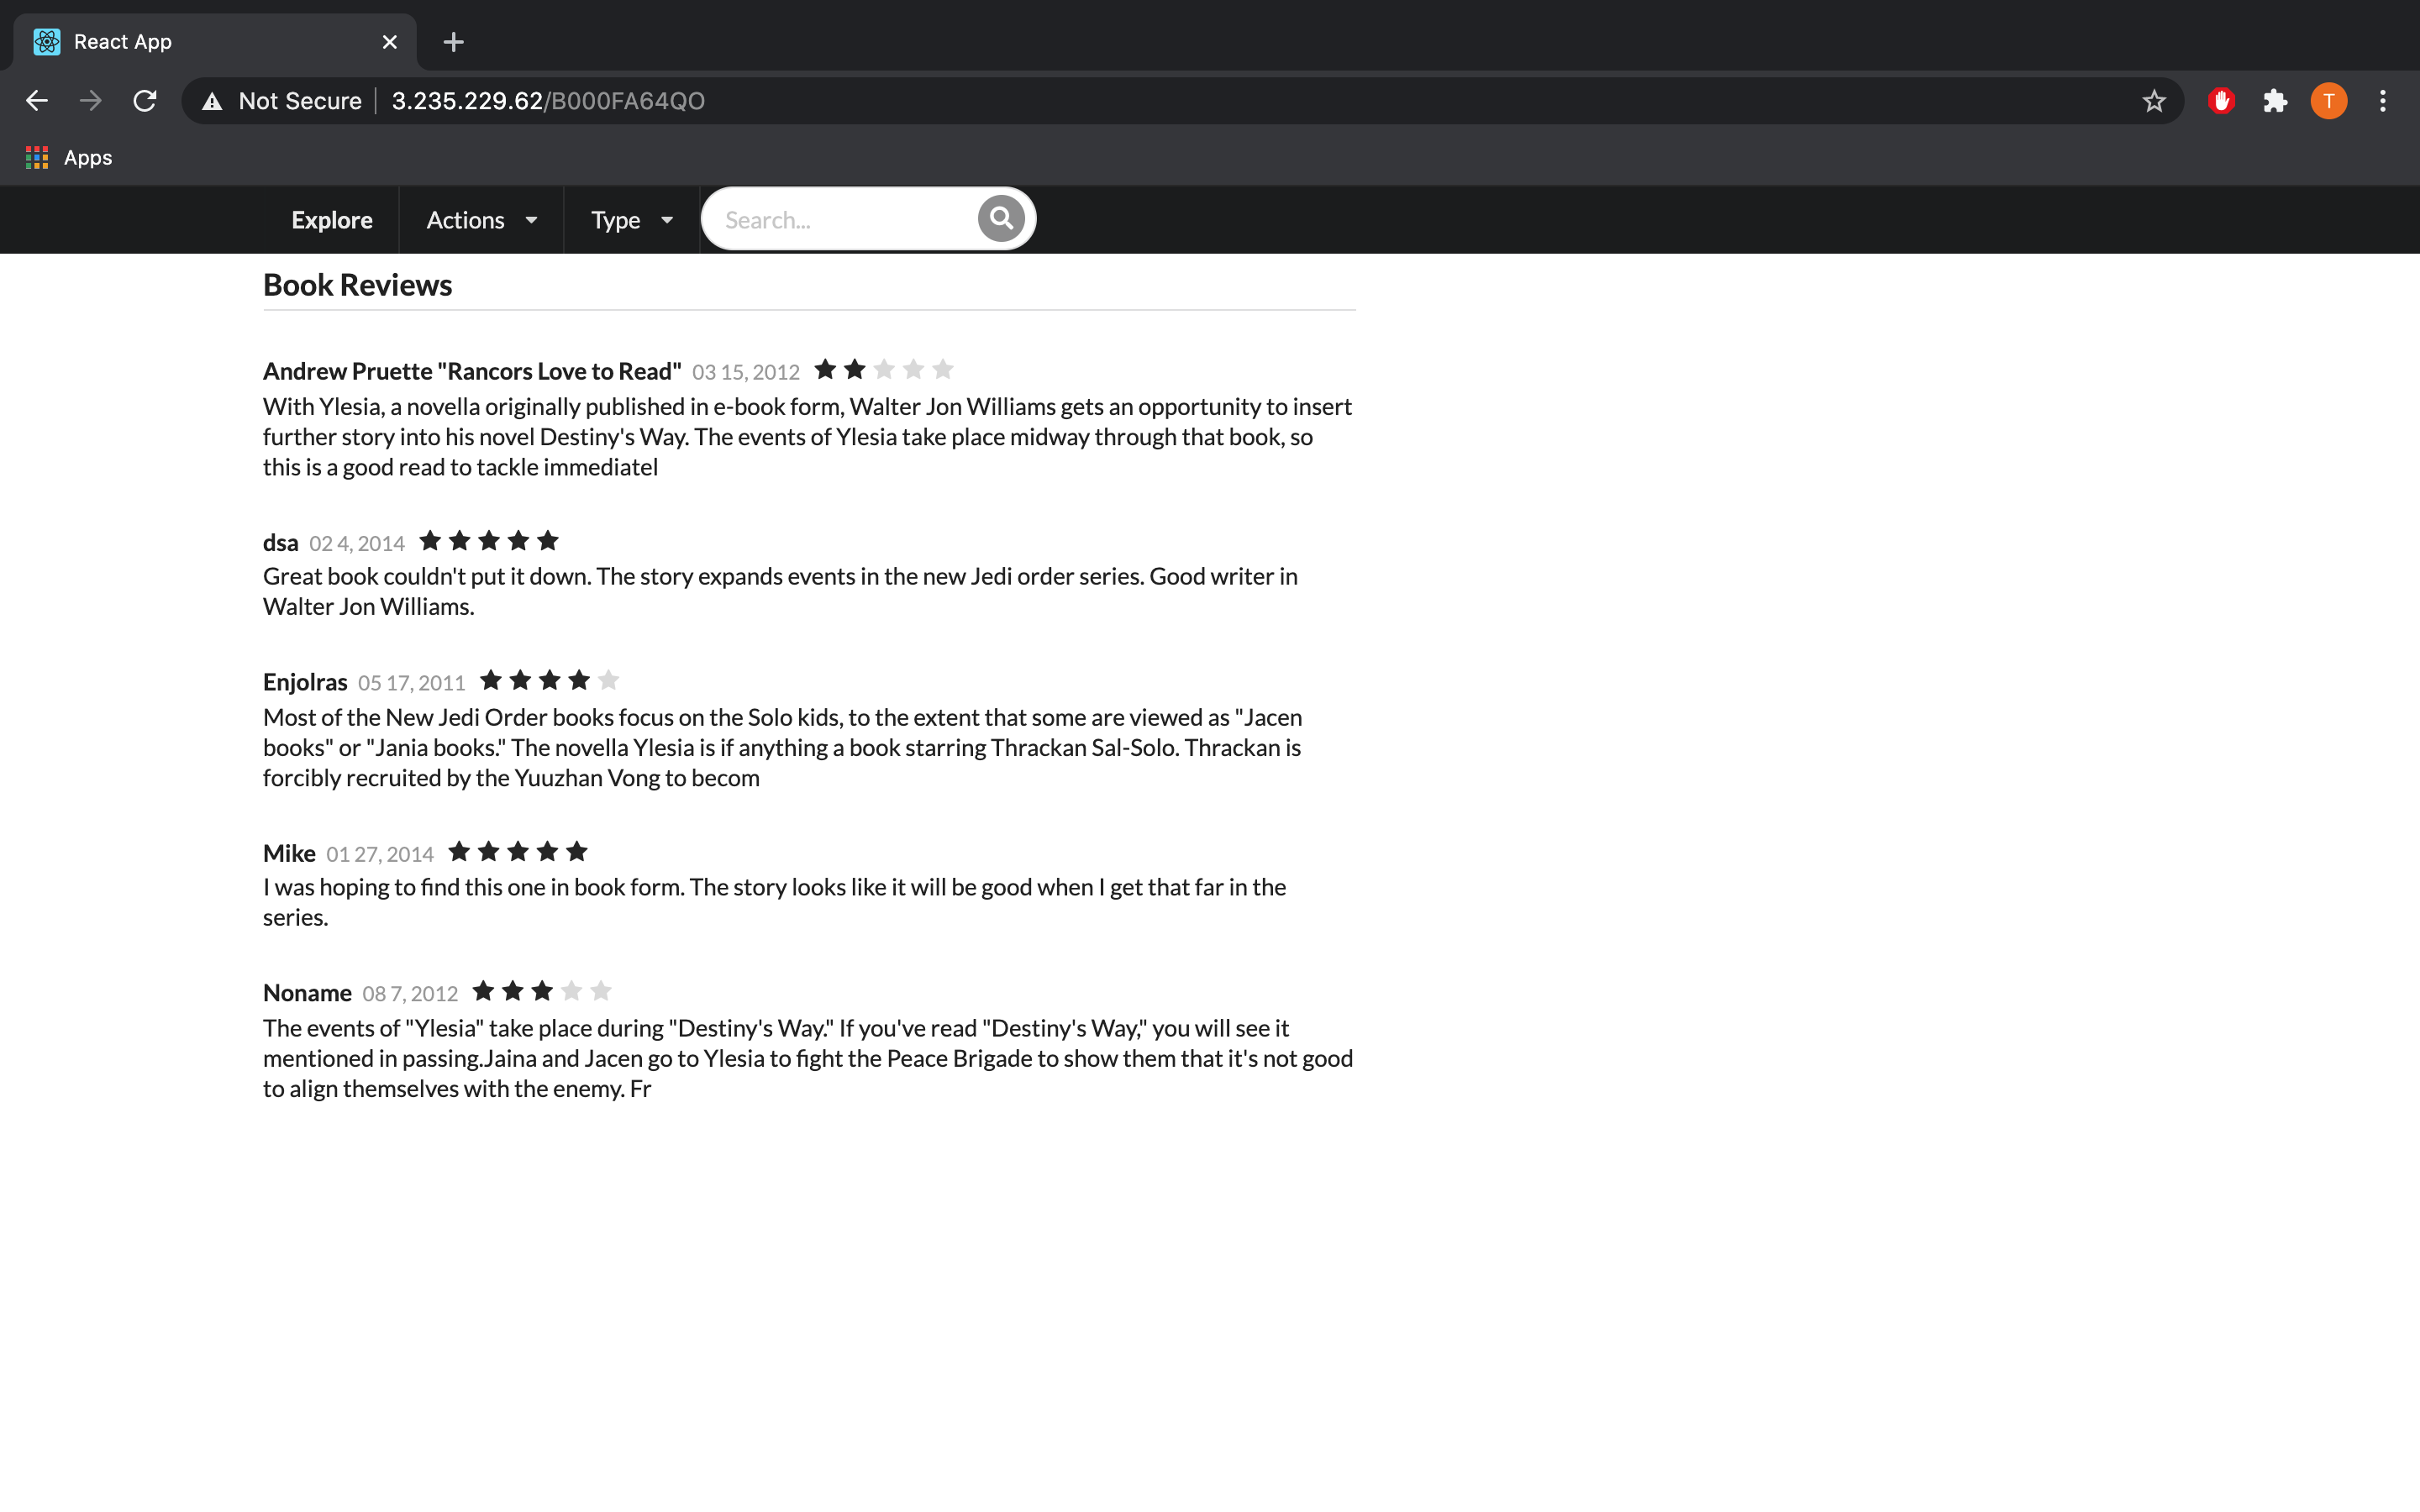 React App
Not Secure 3.235.229.62/B000FA64QO
T
Apps
Explore Actions Type Search...
Book Reviews
Andrew Pruette "Rancors Love to Read" 03 15, 2012
With Ylesia, a novella originally published in e-book form, Walter Jon Williams gets an opportunity to insert
further story into his novel Destiny's Way. The events of Ylesia take place midway through that book, so
this is a good read to tackle immediatel
dsa 02 4, 2014
Great book couldn't put it down. The story expands events in the new Jedi order series. Good writer in
Walter Jon Williams.
Enjolras 05 17, 2011
Most of the New Jedi Order books focus on the Solo kids, to the extent that some are viewed as "Jacen
books" or "Jania books." The novella Ylesia is if anything a book starring Thrackan Sal-Solo. Thrackan is
forcibly recruited by the Yuuzhan Vong to becom
Mike 01 27, 2014
I was hoping to find this one in book form. The story looks like it will be good when I get that far in the
series.
Noname 08 7, 2012
The events of "Ylesia" take place during "Destiny's Way." If you've read "Destiny's Way," you will see it
mentioned in passing.Jaina and Jacen go to Ylesia to fight the Peace Brigade to show them that it's not good
to align themselves with the enemy. Fr